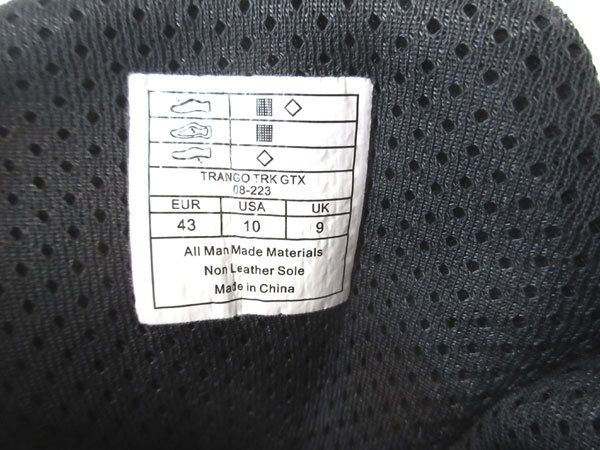 TRANGO TRK GTX
08-223
EUR USA UK
43 10 9
All Man Made Materials
Non Leather Sole
Made in China